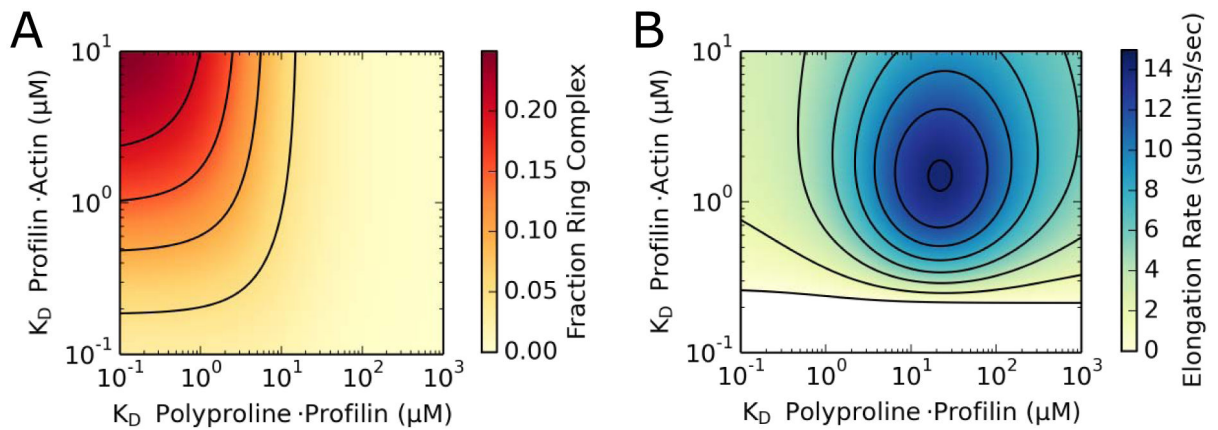 A
K_D Profilin·Actin (μM)
10^1
10^0
10^-1
10^-1 10^0 10^1 10^2 10^3
K_D Polyproline·Profilin (μM)
0.20
0.15
0.10
0.05
0.00
Fraction Ring Complex
B
K_D Profilin·Actin (μM)
10^1
10^0
10^-1
10^-1 10^0 10^1 10^2 10^3
K_D Polyproline·Profilin (μM)
14
12
10
8
6
4
2
0
Elongation Rate (subunits/sec)